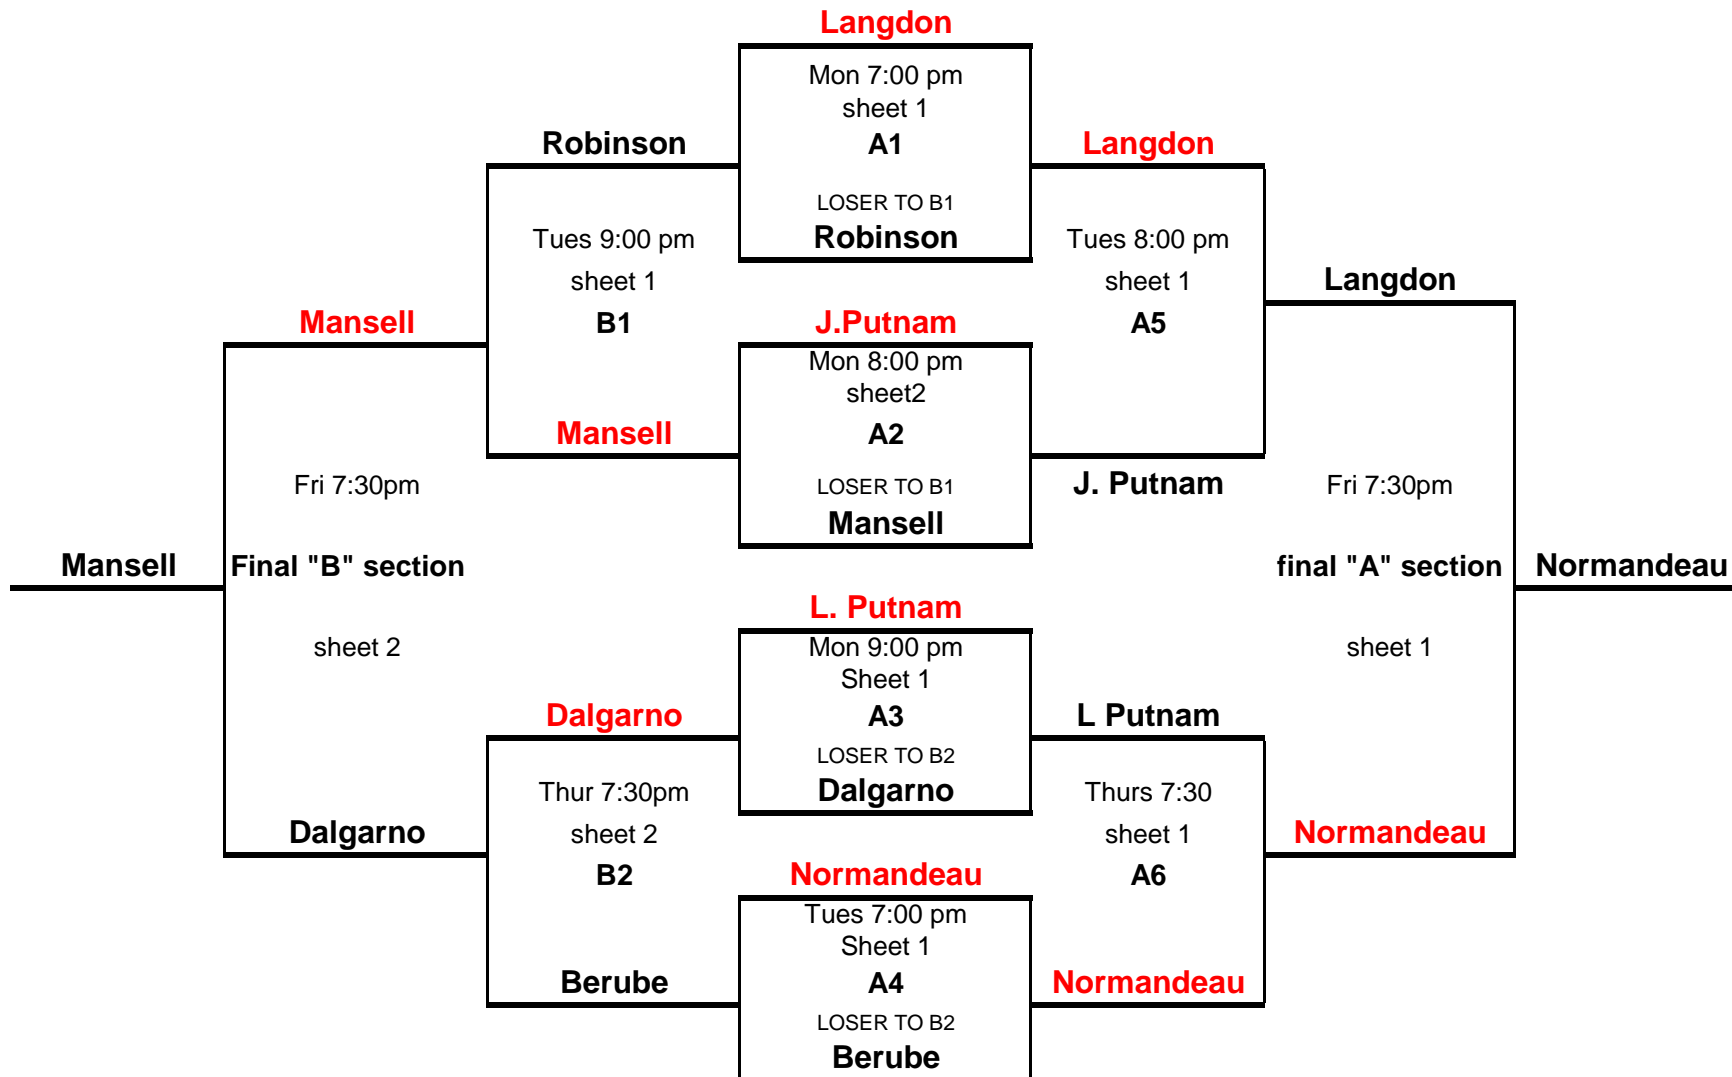 Langdon
Mon 7:00 pm
sheet 1
Robinson
A1
Langdon
LOSER TO B1
Robinson
Tues 9:00 pm
Tues 8:00 pm
sheet 1
sheet 1
Langdon
Mansell
B1
J.Putnam
A5
Mon 8:00 pm
sheet2
Mansell
A2
Fri 7:30pm
LOSER TO B1
J. Putnam
Fri 7:30pm
Mansell
Mansell
Final "B" section
final "A" section
Normandeau
L. Putnam
sheet 2
Mon 9:00 pm
sheet 1
Sheet 1
Dalgarno
A3
L Putnam
LOSER TO B2
Thur 7:30pm
Dalgarno
Thurs 7:30
Dalgarno
sheet 2
sheet 1
Normandeau
B2
Normandeau
A6
Tues 7:00 pm
Sheet 1
Berube
A4
Normandeau
LOSER TO B2
Berube